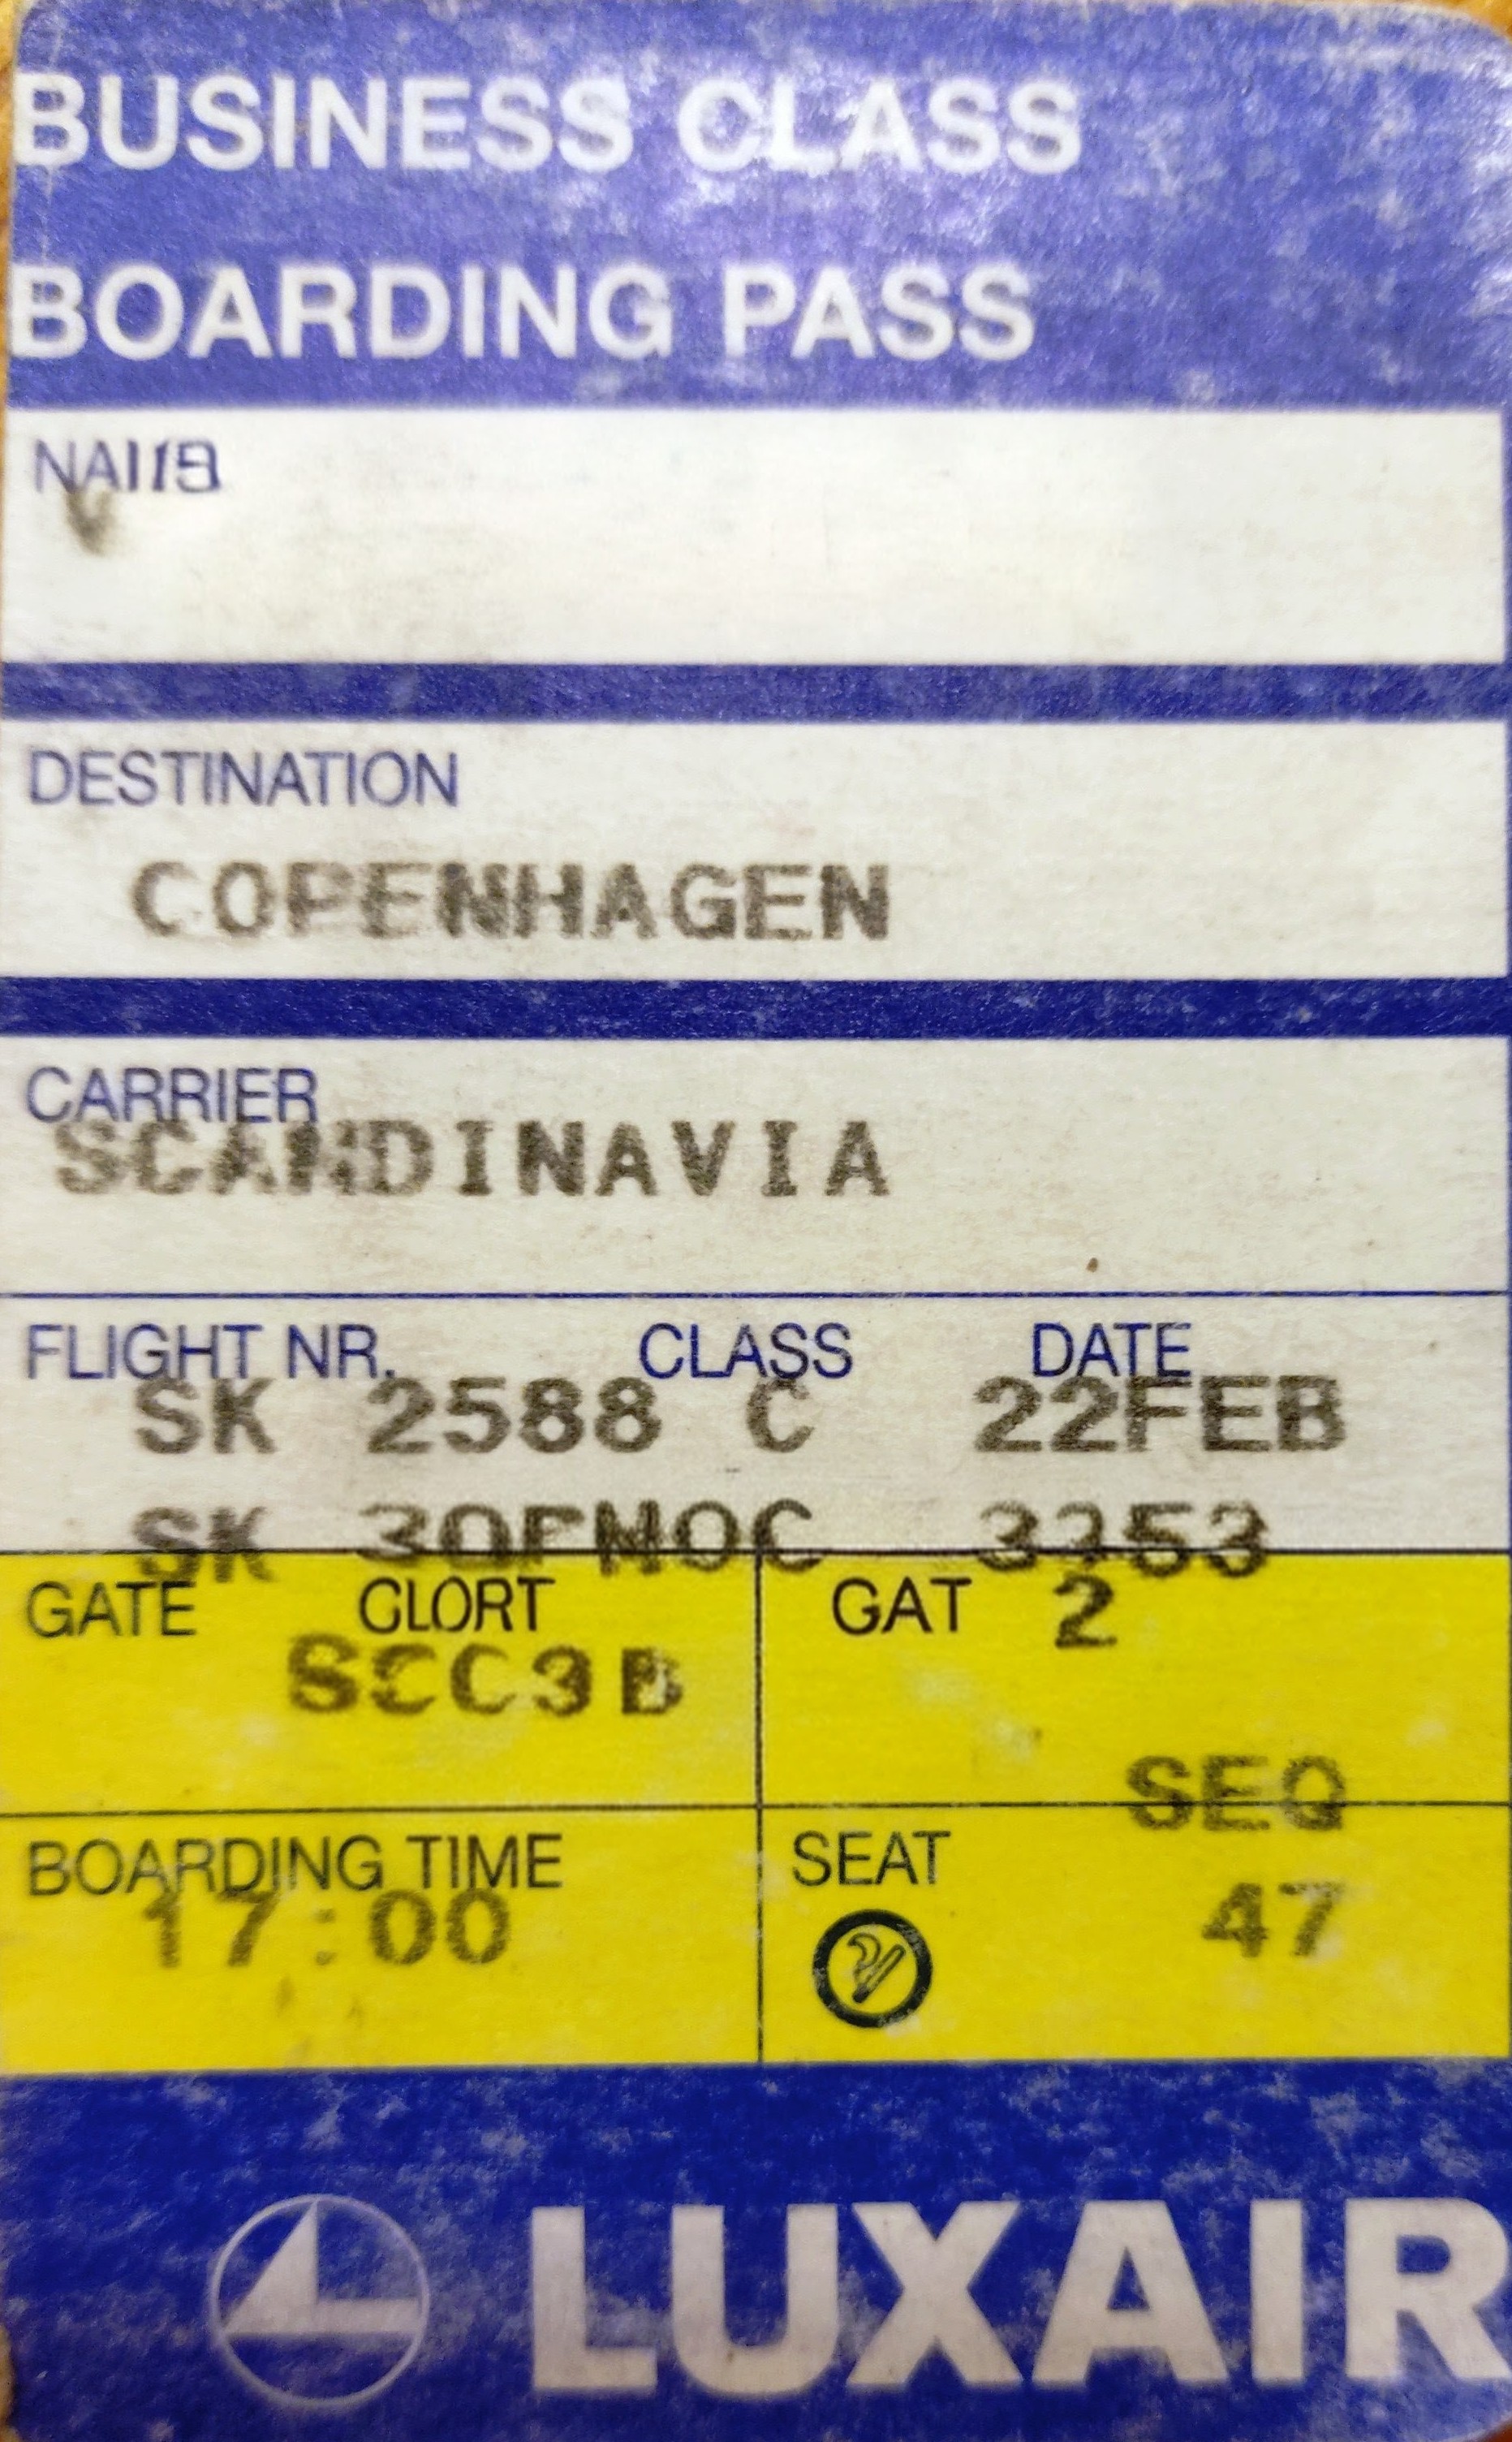 BUSINESS CLASS
BOARDING PASS
DESTINATION
COPENHAGEN
CARRIER
SCANDINAVIA
FLIGHT NR. CLASS DATE
SK 2588 C 22FEB
SK
GATE GAT 2
BOARDING TIME SEAT SEQ
17:00 47
LUXAIR